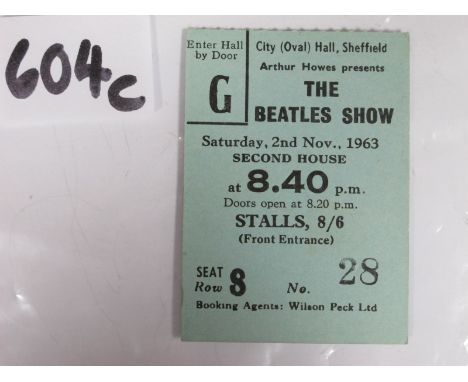 604c
Enter Hall
by Door
G
City (Oval) Hall, Sheffield
Arthur Howes presents
THE
BEATLES SHOW
Saturday, 2nd Nov., 1963
SECOND HOUSE
at 8.40 p.m.
Doors open at 8.20 p.m.
STALLS, 8/6
(Front Entrance)
SEAT
Row 8 No. 28
Booking Agents: Wilson Peck Ltd